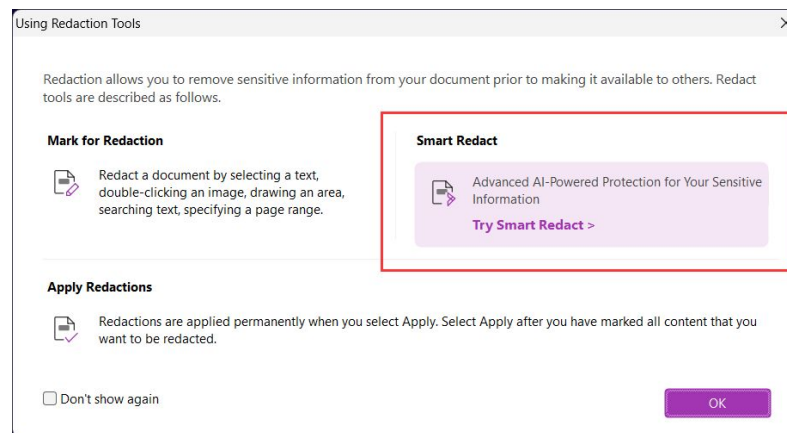 Using Redaction Tools
Redaction allows you to remove sensitive information from your document prior to making it available to others. Redact
tools are described as follows.
Mark for Redaction
Redact a document by selecting a text,
double-clicking an image, drawing an area,
searching text, specifying a page range.
Smart Redact
Advanced AI-Powered Protection for Your Sensitive
Information
Try Smart Redact >
Apply Redactions
Redactions are applied permanently when you select Apply. Select Apply after you have marked all content that you
want to be redacted.
Don't show again
OK